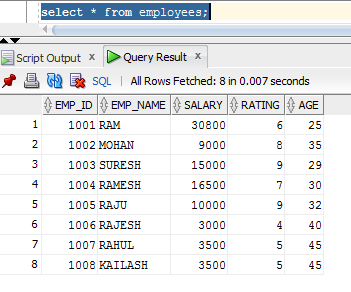 select * from employees;
Script Output x Query Result x
SQL All Rows Fetched: 8 in 0.007 seconds
EMP_ID EMP_NAME SALARY RATING AGE
1 1001 RAM 30800 6 25
2 1002 MOHAN 9000 8 35
3 1003 SURESH 15000 9 29
4 1004 RAMESH 16500 7 30
5 1005 RAJU 10000 9 32
6 1006 RAJESH 3000 4 40
7 1007 RAHUL 3500 5 45
8 1008 KAILASH 3500 5 45